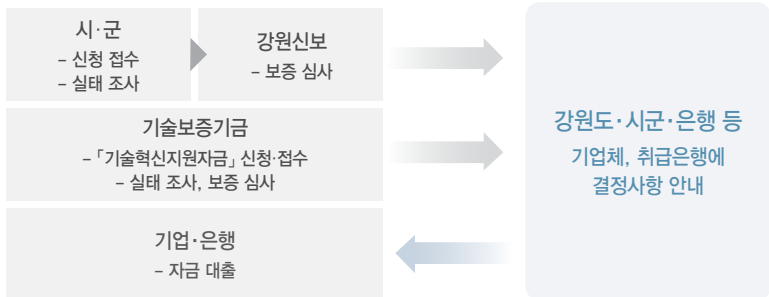 시·군
– 신청 접수
– 실태 조사
강원신보
– 보증 심사
기술보증기금
– 「기술혁신지원자금」 신청·접수
– 실태 조사, 보증 심사
기업·은행
– 자금 대출
강원도·시군·은행 등
기업체, 취급은행에
결정사항 안내